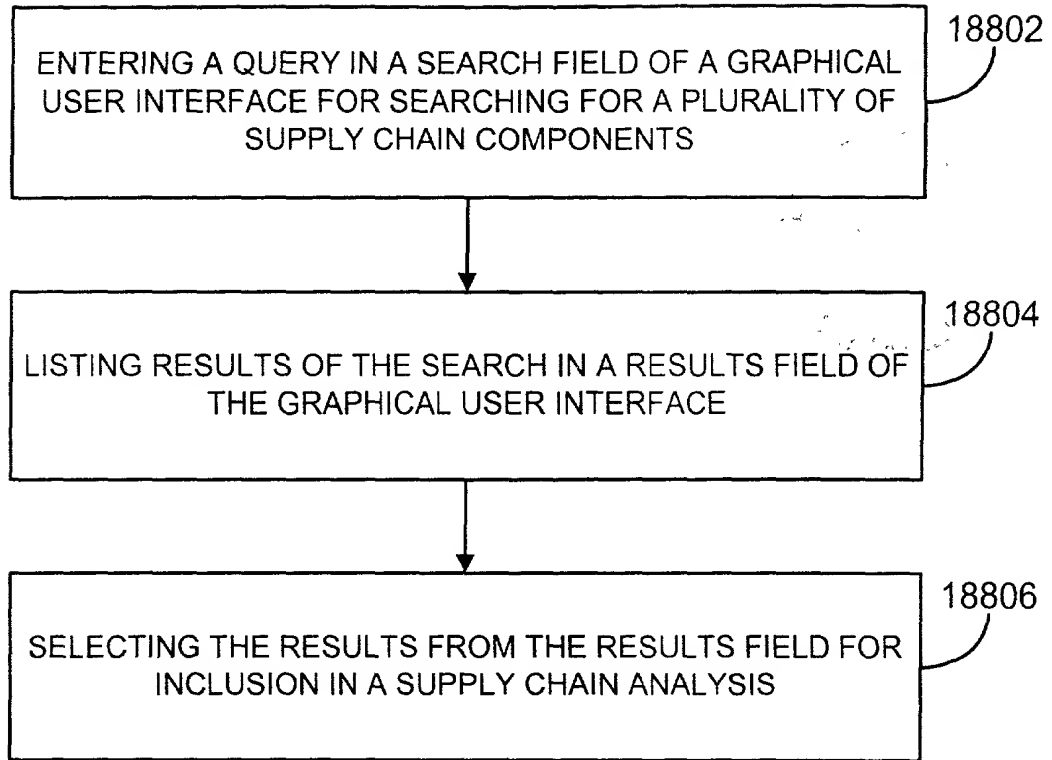 18802
ENTERING A QUERY IN A SEARCH FIELD OF A GRAPHICAL
USER INTERFACE FOR SEARCHING FOR A PLURALITY OF
SUPPLY CHAIN COMPONENTS
18804
LISTING RESULTS OF THE SEARCH IN A RESULTS FIELD OF
THE GRAPHICAL USER INTERFACE
18806
SELECTING THE RESULTS FROM THE RESULTS FIELD FOR
INCLUSION IN A SUPPLY CHAIN ANALYSIS